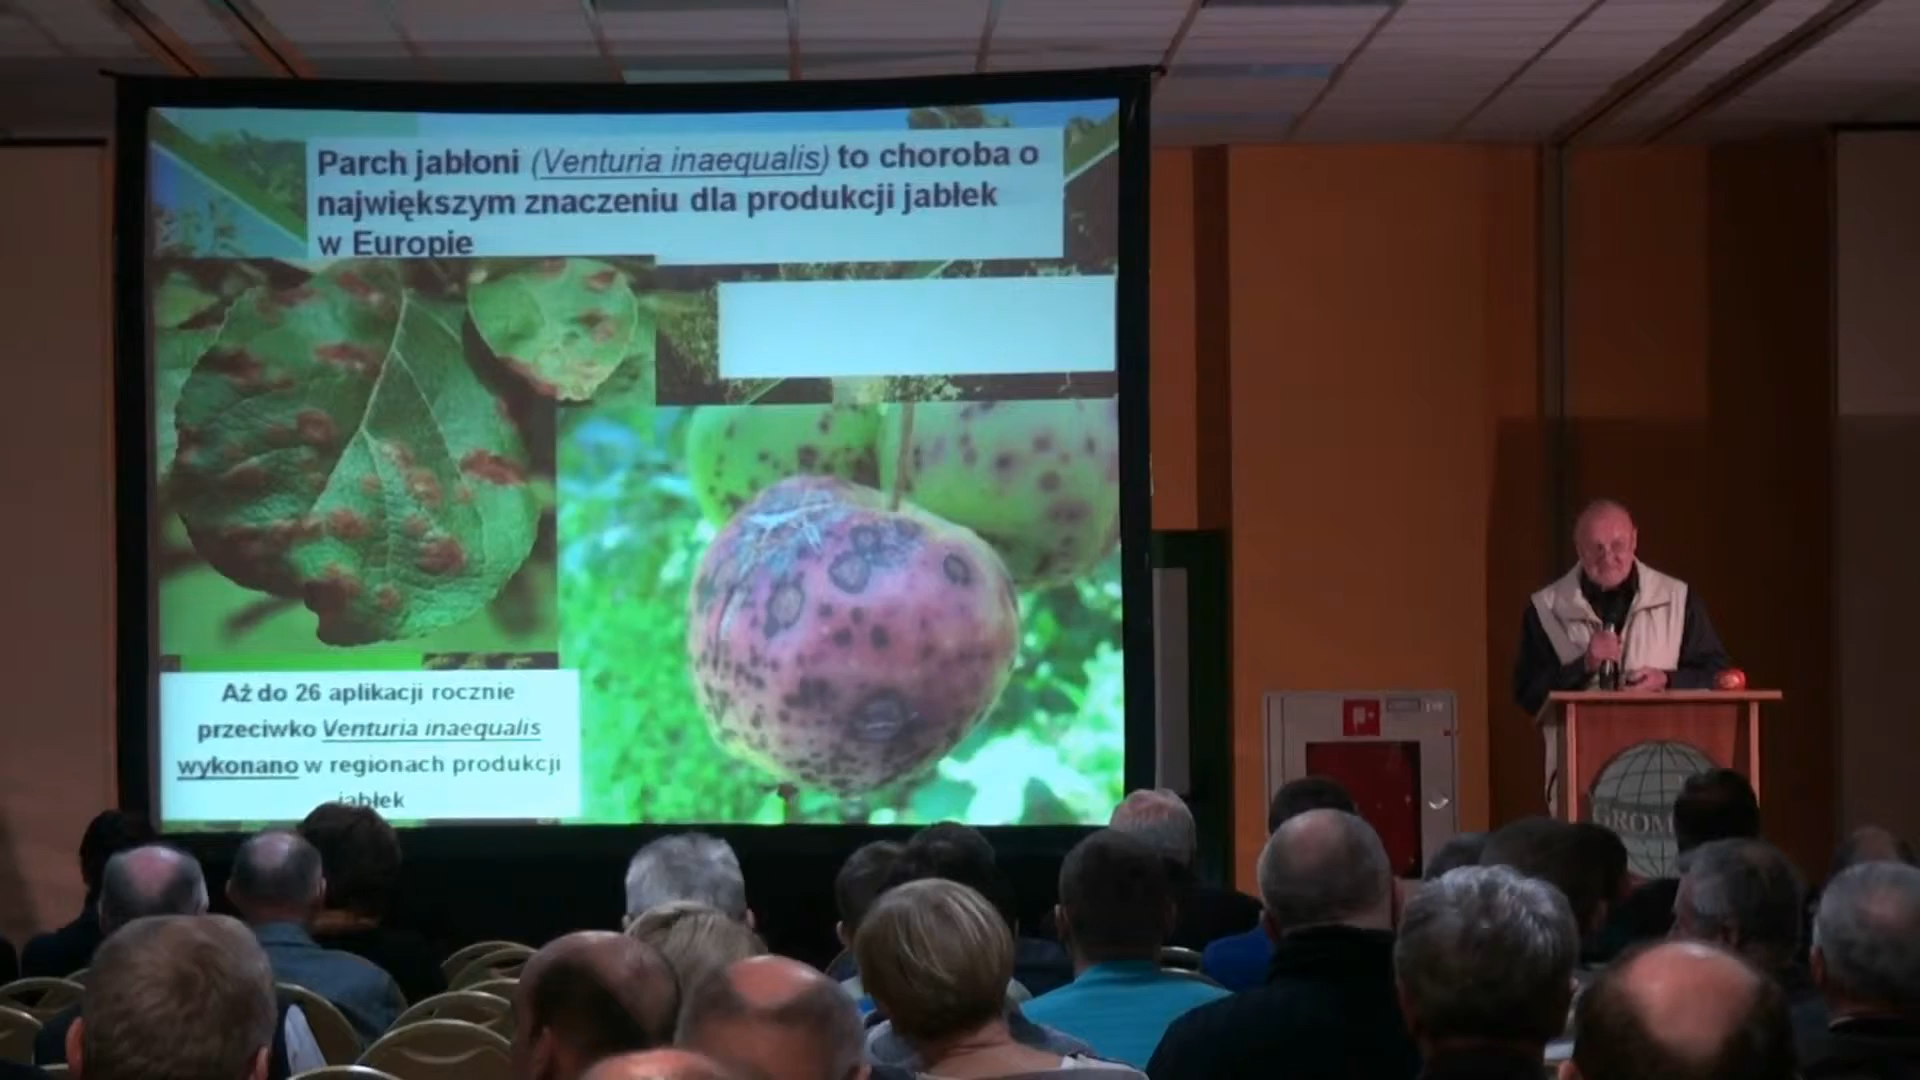 Parch jabłoni (Venturia inaequalis) to choroba o
największym znaczeniu dla produkcji jabłek
w Europie
Aż do 26 aplikacji rocznie
przeciwko Venturia inaequalis
wykonano w regionach produkcji
jabłek
GROM